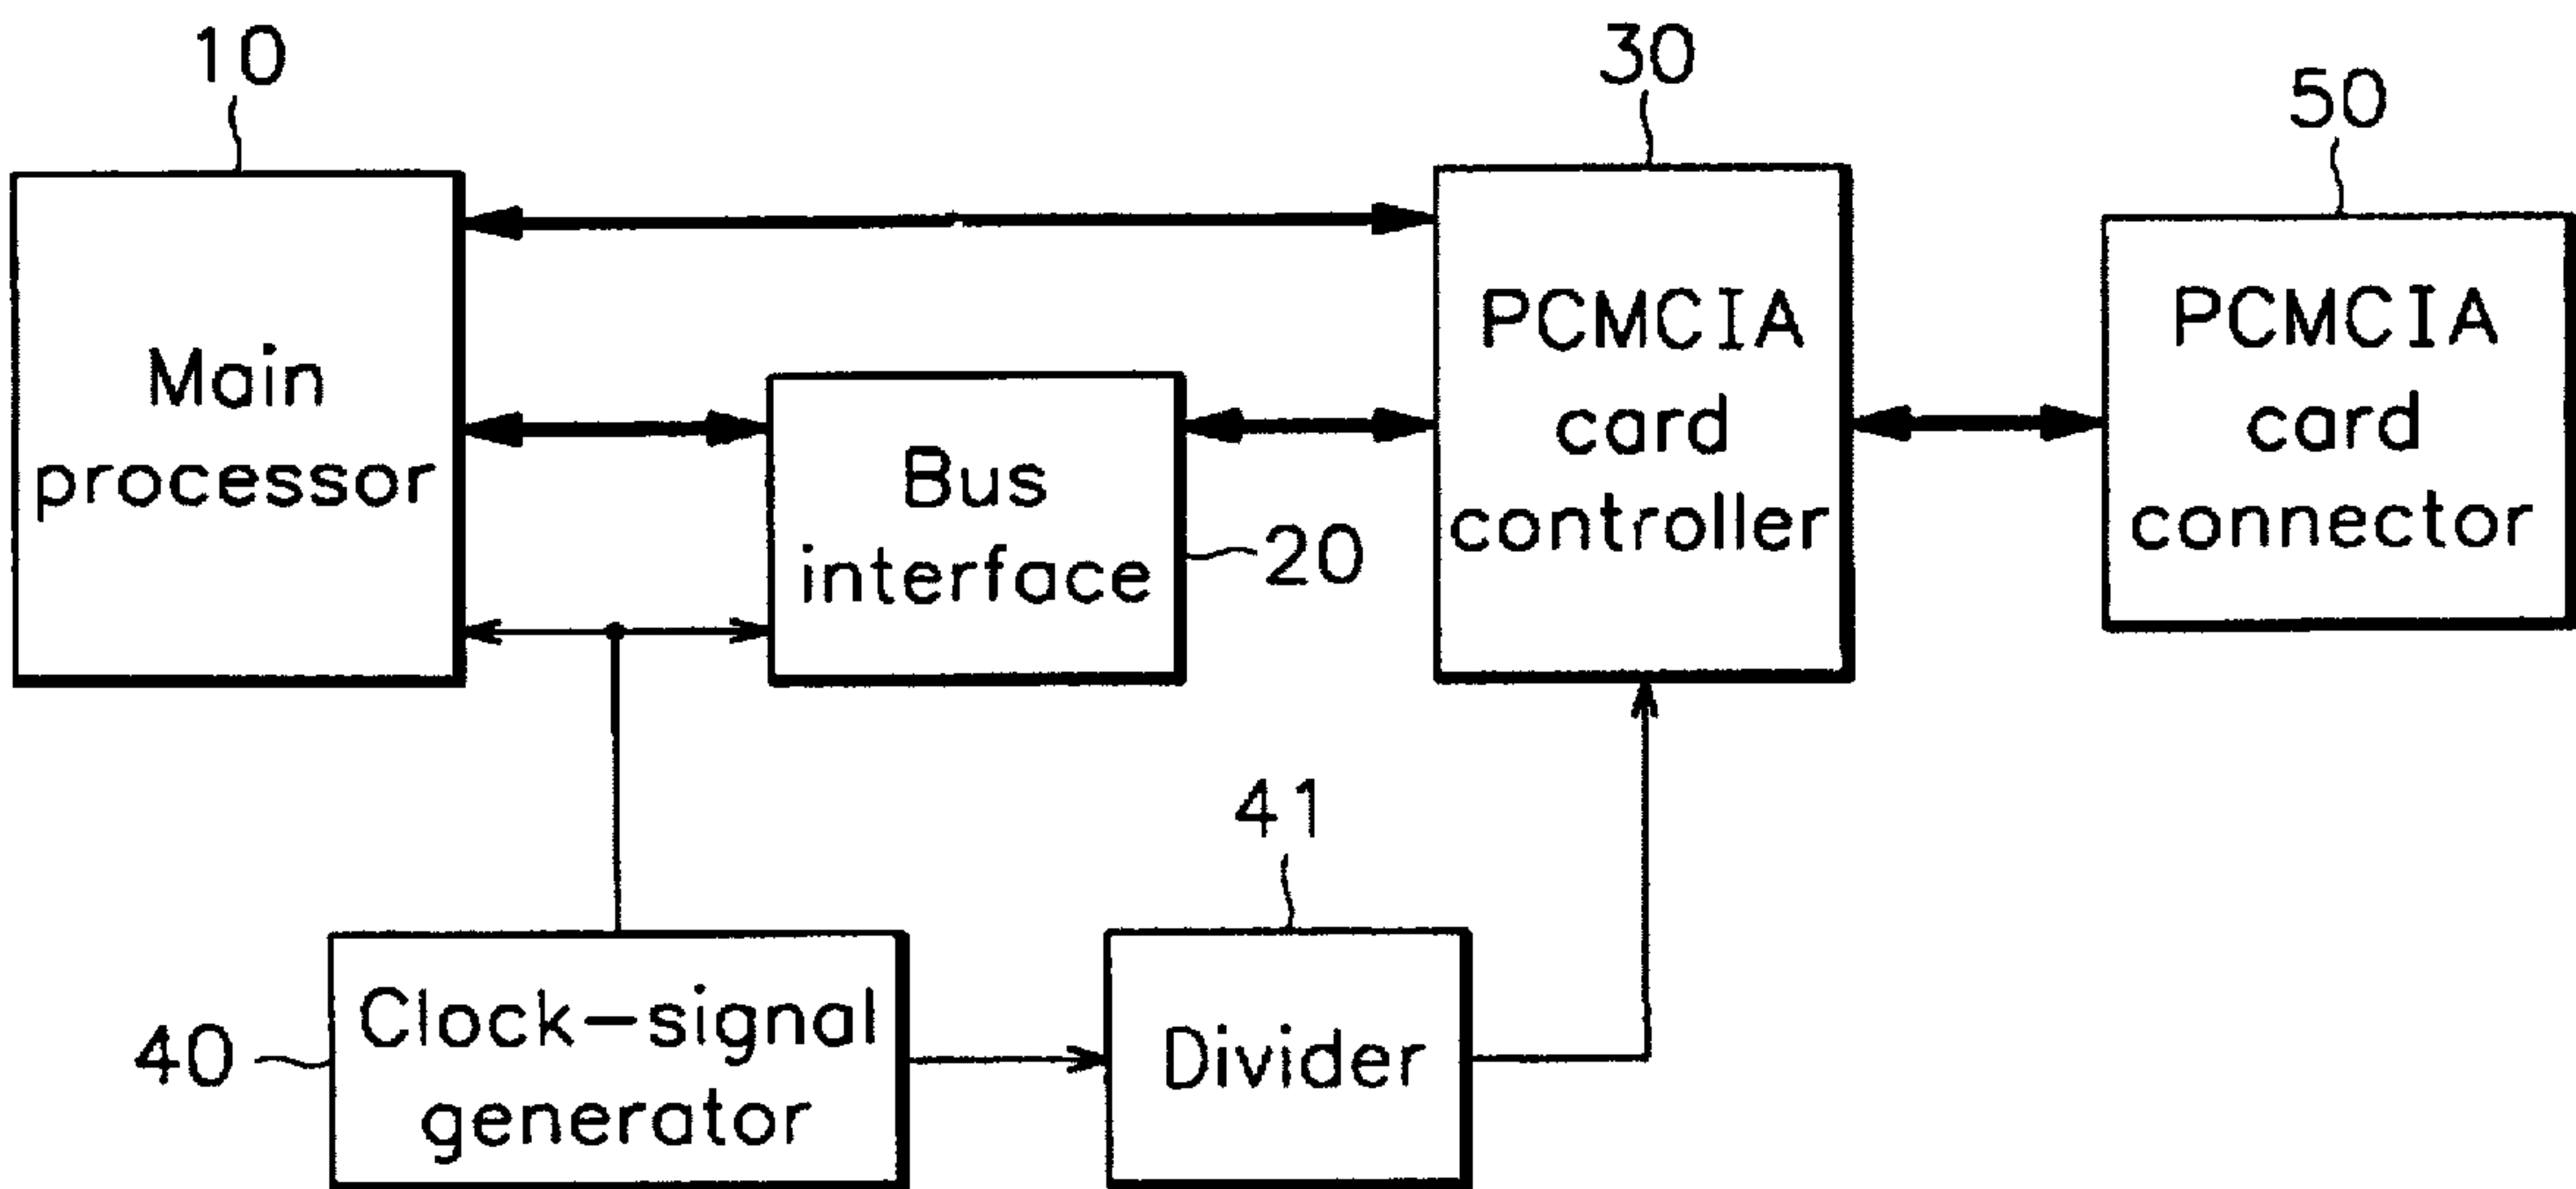 10
30
50
Main
processor
Bus
interface
20
PCMCIA
card
controller
PCMCIA
card
connector
41
40
Clock-signal
generator
Divider